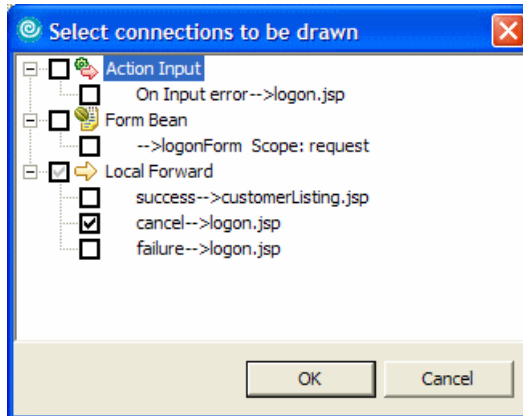 Select connections to be drawn
Action Input
On Input error-->logon.jsp
Form Bean
-->logonForm Scope: request
Local Forward
success-->customerListing.jsp
cancel-->logon.jsp
failure-->logon.jsp
OK
Cancel